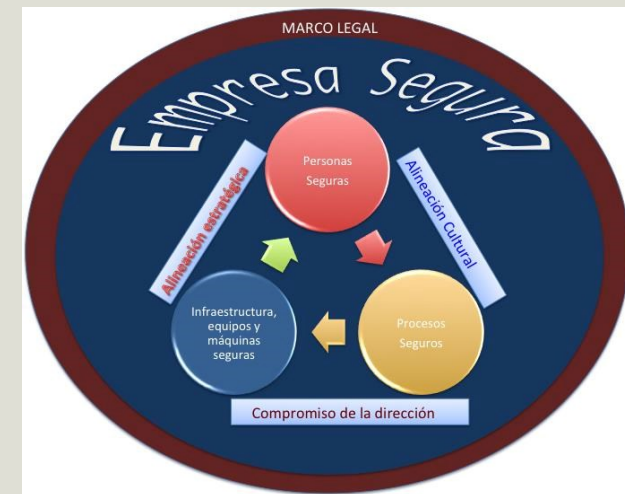 MARCO LEGAL
Empresa Segura
Personas
Seguras
Alineación estratégica
Alineación Cultural
Infraestructura,
equipos y
máquinas
seguras
Procesos
Seguros
Compromiso de la dirección